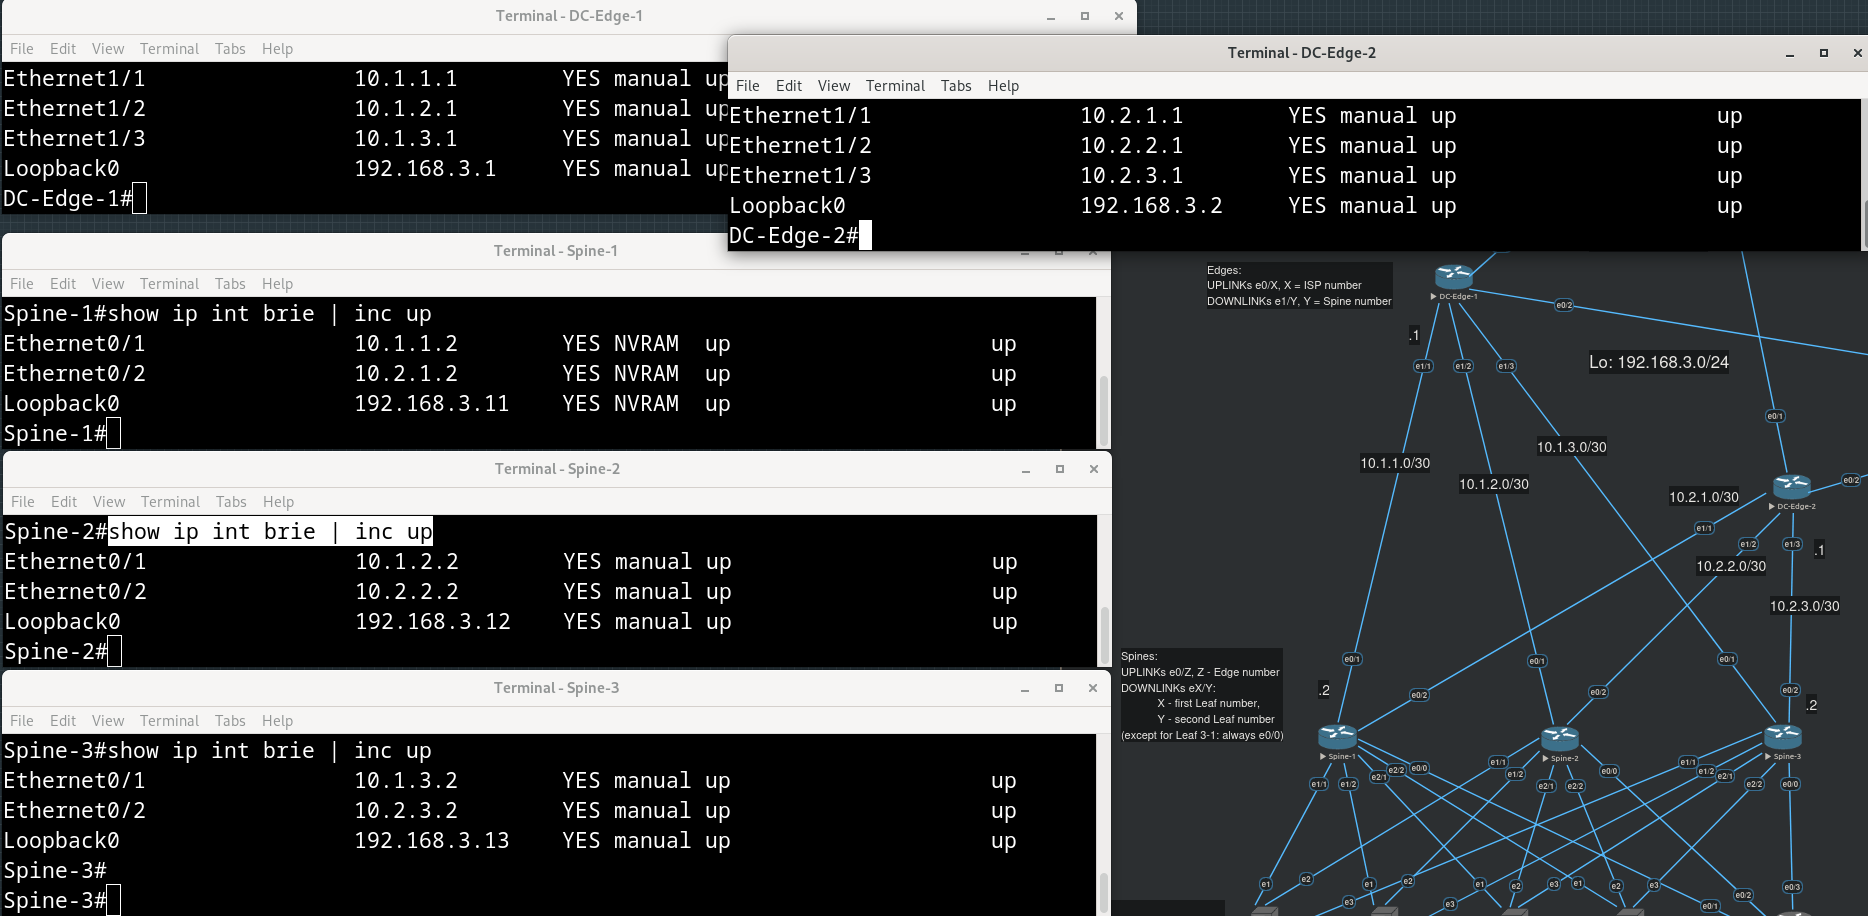 Terminal - DC-Edge-1
File Edit View Terminal Tabs Help
Ethernet1/1 10.1.1.1 YES manual up
Ethernet1/2 10.1.2.1 YES manual up
Ethernet1/3 10.1.3.1 YES manual up
Loopback0 192.168.3.1 YES manual up
DC-Edge-1#
Terminal - DC-Edge-2
File Edit View Terminal Tabs Help
Ethernet1/1 10.2.1.1 YES manual up up
Ethernet1/2 10.2.2.1 YES manual up up
Ethernet1/3 10.2.3.1 YES manual up up
Loopback0 192.168.3.2 YES manual up up
DC-Edge-2#
Terminal - Spine-1
File Edit View Terminal Tabs Help
Spine-1#show ip int brie | inc up
Ethernet0/1 10.1.1.2 YES NVRAM up up
Ethernet0/2 10.2.1.2 YES NVRAM up up
Loopback0 192.168.3.11 YES NVRAM up up
Spine-1#
Terminal - Spine-2
File Edit View Terminal Tabs Help
Spine-2#show ip int brie | inc up
Ethernet0/1 10.1.2.2 YES manual up up
Ethernet0/2 10.2.2.2 YES manual up up
Loopback0 192.168.3.12 YES manual up up
Spine-2#
Terminal - Spine-3
File Edit View Terminal Tabs Help
Spine-3#show ip int brie | inc up
Ethernet0/1 10.1.3.2 YES manual up up
Ethernet0/2 10.2.3.2 YES manual up up
Loopback0 192.168.3.13 YES manual up up
Spine-3#
Spine-3#
Edges:
UPLINKs e0/X, X = ISP number
DOWNLINKs e1/Y, Y = Spine number
DC-Edge-1
e0/2
.1
e1/1 e1/2 e1/3
Lo: 192.168.3.0/24
e0/1
10.1.3.0/30
10.1.1.0/30
10.1.2.0/30
e0/2
10.2.1.0/30
DC-Edge-2
e1/1
e1/2 e1/3 .1
10.2.2.0/30
10.2.3.0/30
Spines:
UPLINKs e0/Z, Z - Edge number
DOWNLINKs eX/Y:
X - first Leaf number,
Y - second Leaf number
(except for Leaf 3-1: always e0/0)
e0/1 e0/1 e0/1
.2 e0/2 e0/2 e0/2 .2
Spine-1 Spine-2 Spine-3
e1/1 e1/2 e2/1 e2/2 e0/0
e1/1 e1/2 e2/1 e2/2 e0/0
e1/1 e1/2 e2/1 e2/2 e0/0
e1 e2 e1 e2 e1 e2 e3 e1 e2 e3 e0/3
e3 e3 e0/1 e0/2